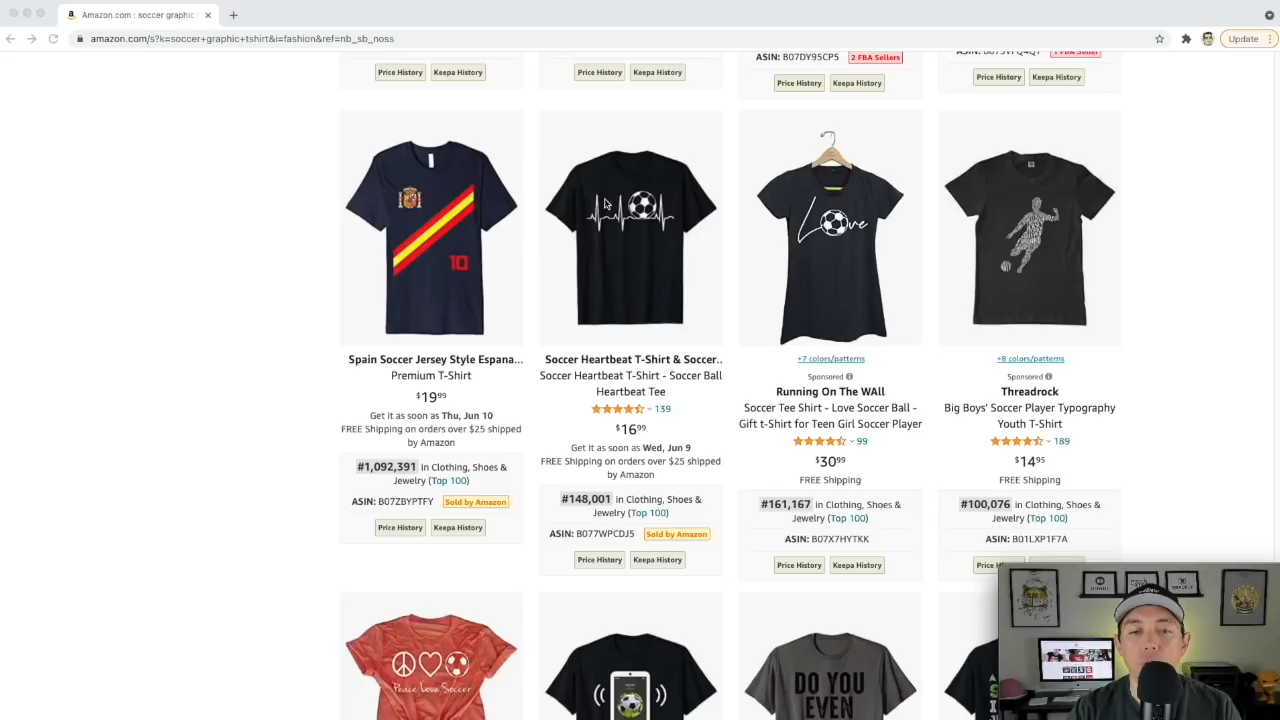 Amazon.com : soccer graphic
amazon.com/s?k=soccer+graphic+tshirt&i=fashion&ref=nb_sb_noss
Update
Price History Keepa History
Price History Keepa History
ASIN: B07DY95CP5 2 FBA Sellers
Price History Keepa History
Price History Keepa History
10
Love
Spain Soccer Jersey Style Espana...
Premium T-Shirt
$19.99
Get it as soon as Thu, Jun 10
FREE Shipping on orders over $25 shipped
by Amazon
#1,092,391 in Clothing, Shoes &
Jewelry (Top 100)
ASIN: B07ZBYPTFY Sold by Amazon
Price History Keepa History
Soccer Heartbeat T-Shirt & Soccer..
Soccer Heartbeat T-Shirt - Soccer Ball
Heartbeat Tee
139
$16.99
Get it as soon as Wed, Jun 9
FREE Shipping on orders over $25 shipped
by Amazon
#148,001 in Clothing, Shoes &
Jewelry (Top 100)
ASIN: B077WPCDJ5 Sold by Amazon
Price History Keepa History
+7 colors/patterns
Sponsored
Running On The WAll
Soccer Tee Shirt - Love Soccer Ball -
Gift t-Shirt for Teen Girl Soccer Player
99
$30.99
FREE Shipping
#161,167 in Clothing, Shoes &
Jewelry (Top 100)
ASIN: B07X7HYTKK
Price History Keepa History
+8 colors/patterns
Sponsored
Threadrock
Big Boys' Soccer Player Typography
Youth T-Shirt
189
$14.95
FREE Shipping
#100,076 in Clothing, Shoes &
Jewelry (Top 100)
ASIN: B01LXP1F7A
Peace Love Soccer
DO YOU
EVEN